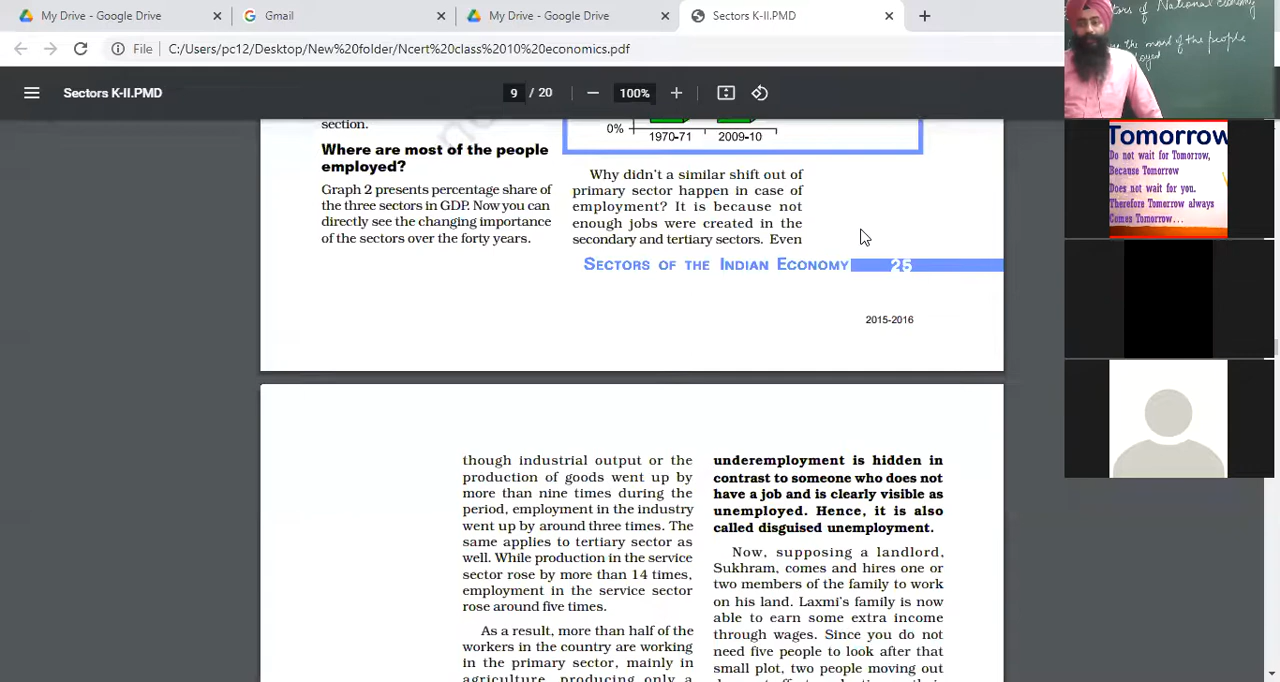 My Drive - Google Drive
Gmail
My Drive - Google Drive
Sectors K-II.PMD
File
C:/Users/pc12/Desktop/New%20folder/Ncert%20class%2010%20economics.pdf
Sectors K-II.PMD
9 / 20
100%
section.
Where are most of the people
employed?
Graph 2 presents percentage share of
the three sectors in GDP. Now you can
directly see the changing importance
of the sectors over the forty years.
0%
1970-71 2009-10
Why didn't a similar shift out of
primary sector happen in case of
employment? It is because not
enough jobs were created in the
secondary and tertiary sectors. Even
SECTORS OF THE INDIAN ECONOMY 25
2015-2016
though industrial output or the
production of goods went up by
more than nine times during the
period, employment in the industry
went up by around three times. The
same applies to tertiary sector as
well. While production in the service
sector rose by more than 14 times,
employment in the service sector
rose around five times.
As a result, more than half of the
workers in the country are working
in the primary sector, mainly in
agriculture, producing only a
underemployment is hidden in
contrast to someone who does not
have a job and is clearly visible as
unemployed. Hence, it is also
called disguised unemployment.
Now, supposing a landlord,
Sukhram, comes and hires one or
two members of the family to work
on his land. Laxmi's family is now
able to earn some extra income
through wages. Since you do not
need five people to look after that
small plot, two people moving out
of National Economy
the most of the people
Tomorrow
Do not wait for Tomorrow,
Because Tomorrow
Does not wait for you.
Therefore Tomorrow always
Comes Tomorrow...